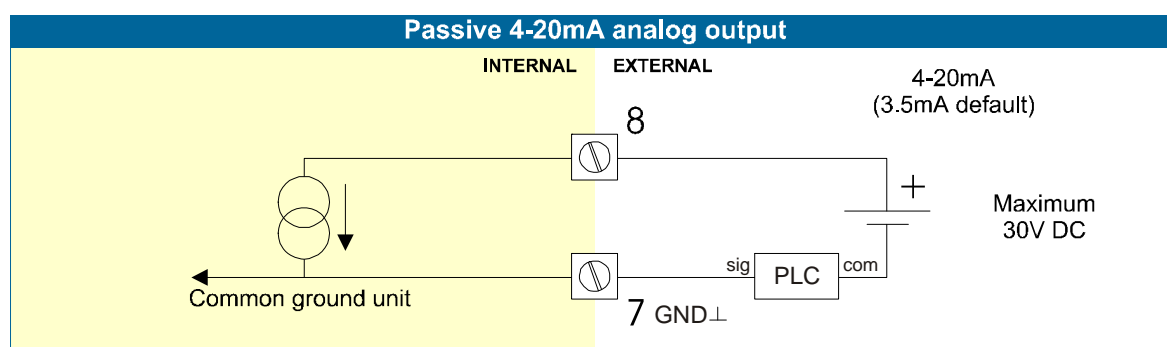 Passive 4-20mA analog output
INTERNAL EXTERNAL
4-20mA
(3.5mA default)
8
+
Maximum
30V DC
sig PLC com
Common ground unit
7 GND⊥